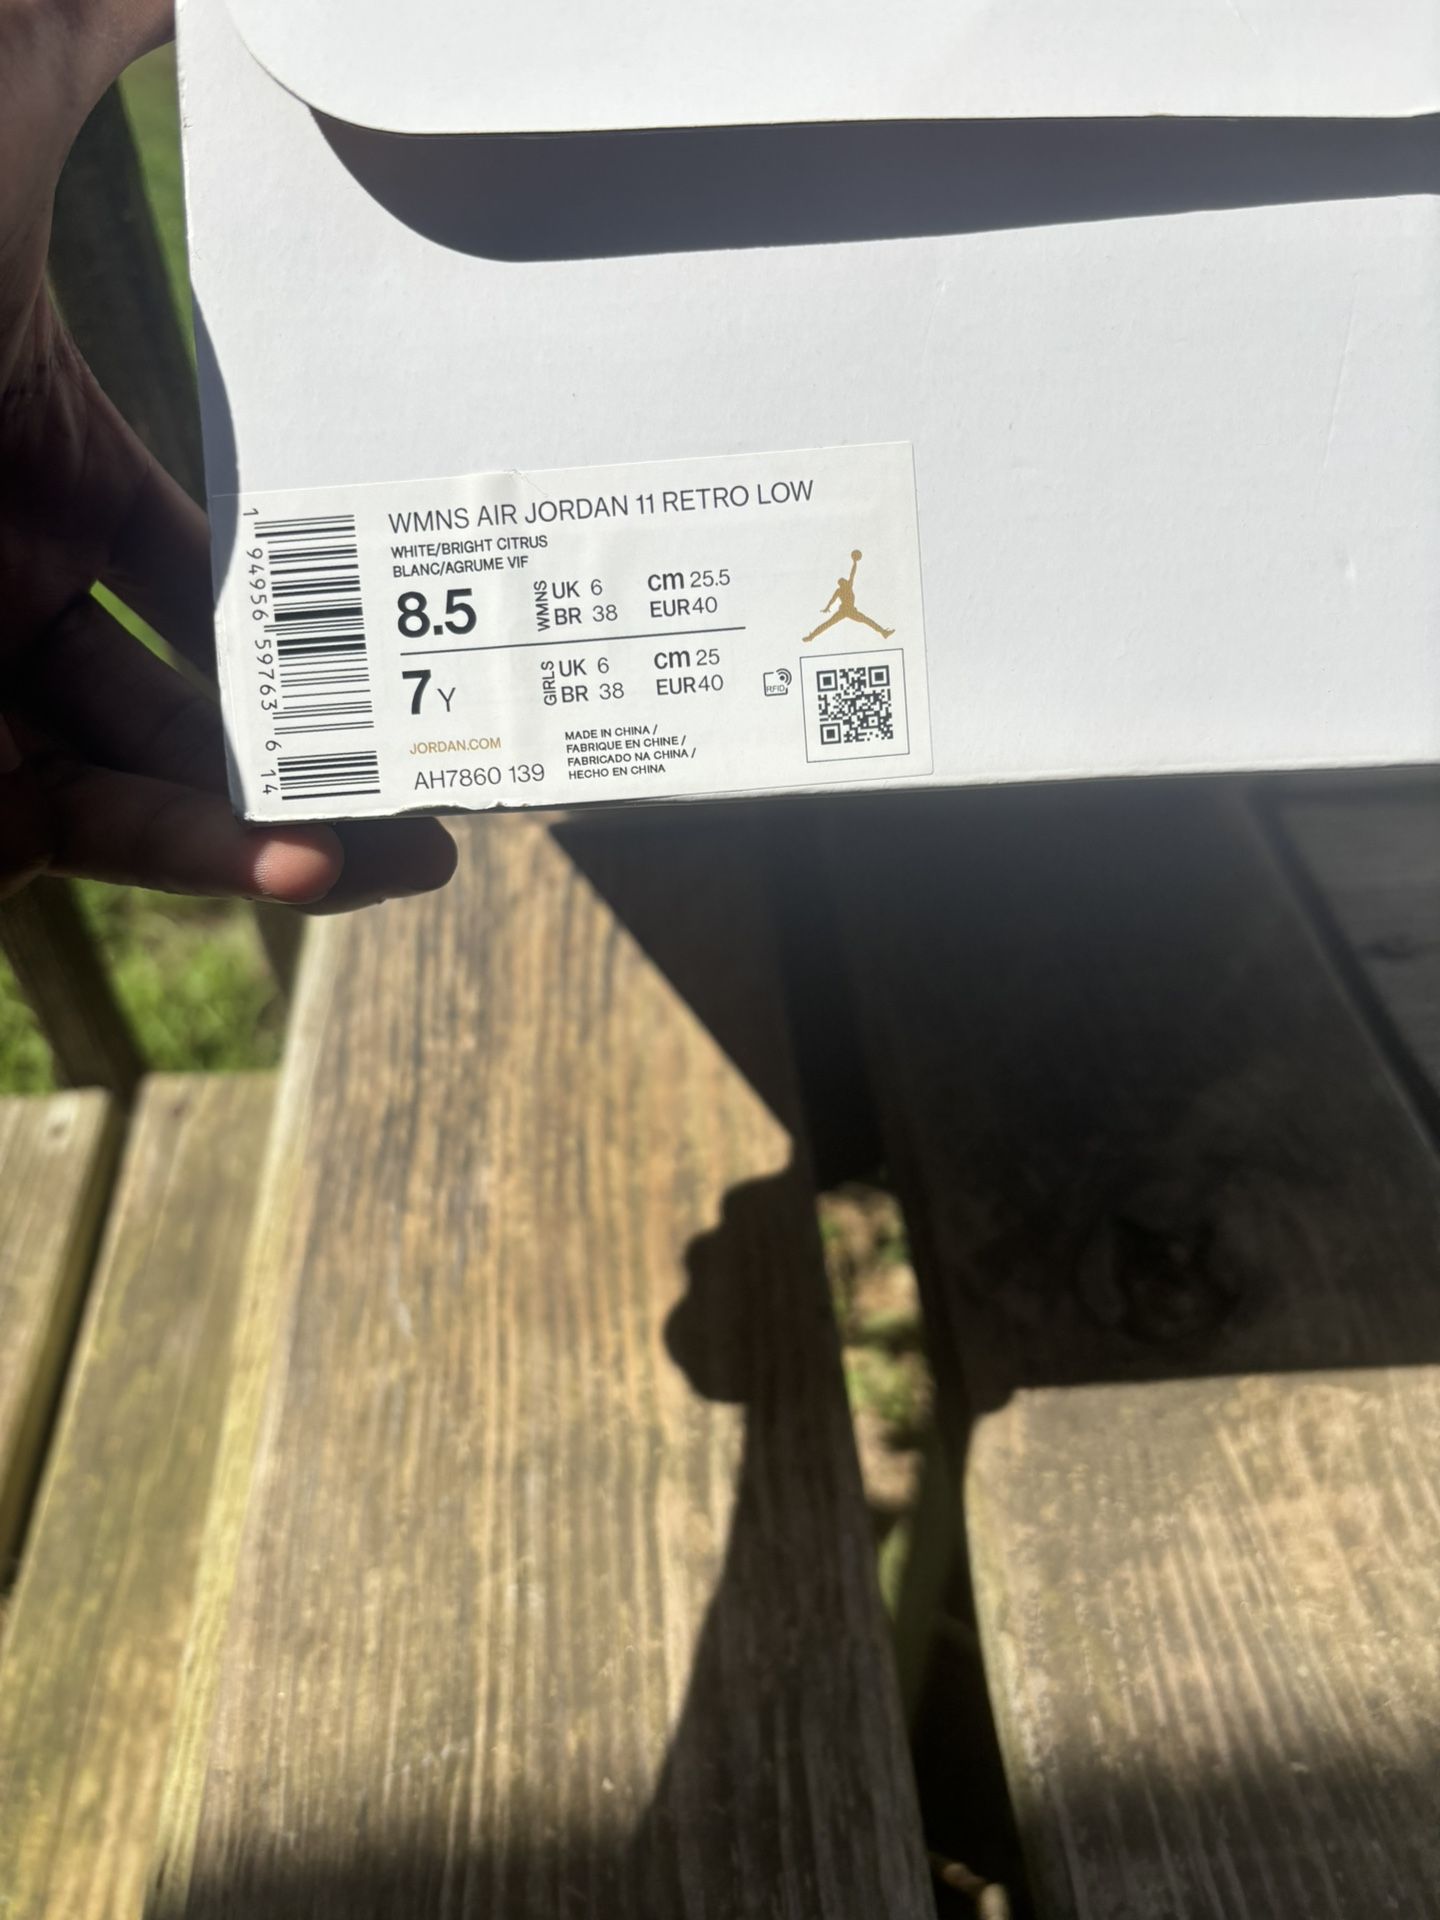 WMNS AIR JORDAN 11 RETRO LOW
WHITE/BRIGHT CITRUS
BLANC/AGRUME VIF
8.5 WMNS UK 6 cm 25.5
BR 38 EUR40
7Y GIRLS UK 6 cm 25
BR 38 EUR40
RFID
JORDAN.COM
AH7860 139
MADE IN CHINA /
FABRIQUE EN CHINE /
FABRICADO NA CHINA /
HECHO EN CHINA
1 94956 59763 6 14